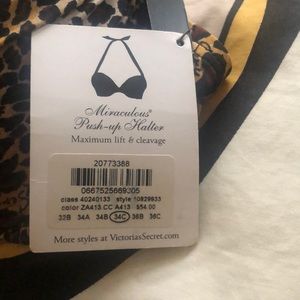 Miraculous®
Push-up Halter
Maximum lift & cleavage
20773388
0667525669305
class 40240133 style 10829933
color ZA413 CC A413 $54.00
32B 34A 34B 34C 36B 36C
More styles at VictoriasSecret.com